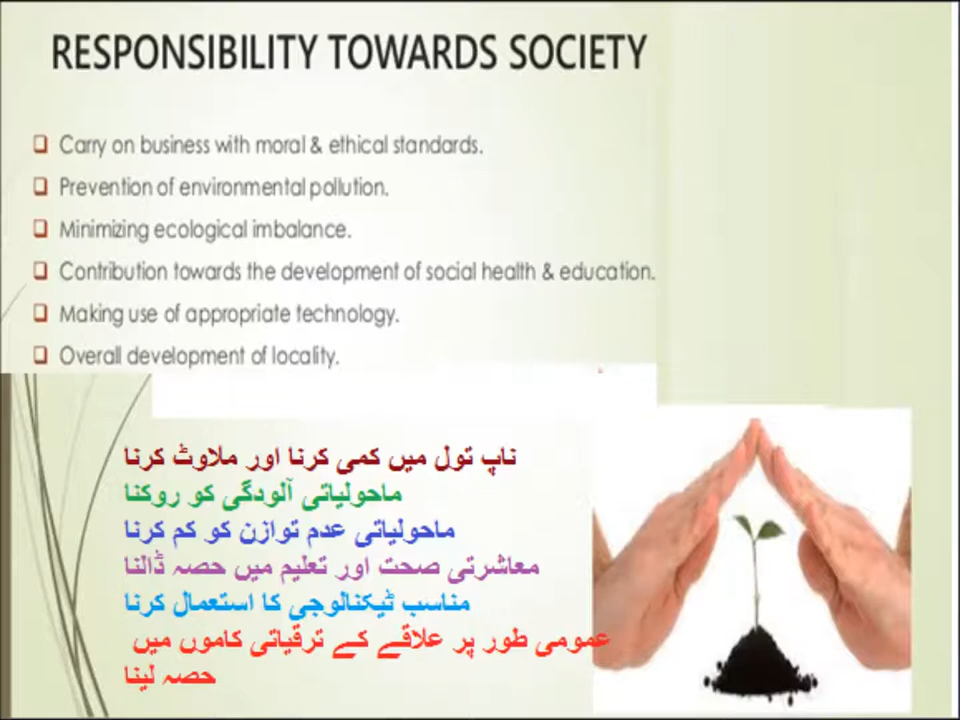 RESPONSIBILITY TOWARDS SOCIETY
Carry on business with moral & ethical standards.
Prevention of environmental pollution.
Minimizing ecological imbalance.
Contribution towards the development of social health & education.
Making use of appropriate technology.
Overall development of locality.
ناپ تول میں کمی کرنا اور ملاوٹ کرنا
ماحولیاتی آلودگی کو روکنا
ماحولیاتی عدم توازن کو کم کرنا
معاشرتی صحت اور تعلیم میں حصہ ڈالنا
مناسب ٹیکنالوجی کا استعمال کرنا
عمومی طور پر علاقے کے ترقیاتی کاموں میں
حصہ لینا